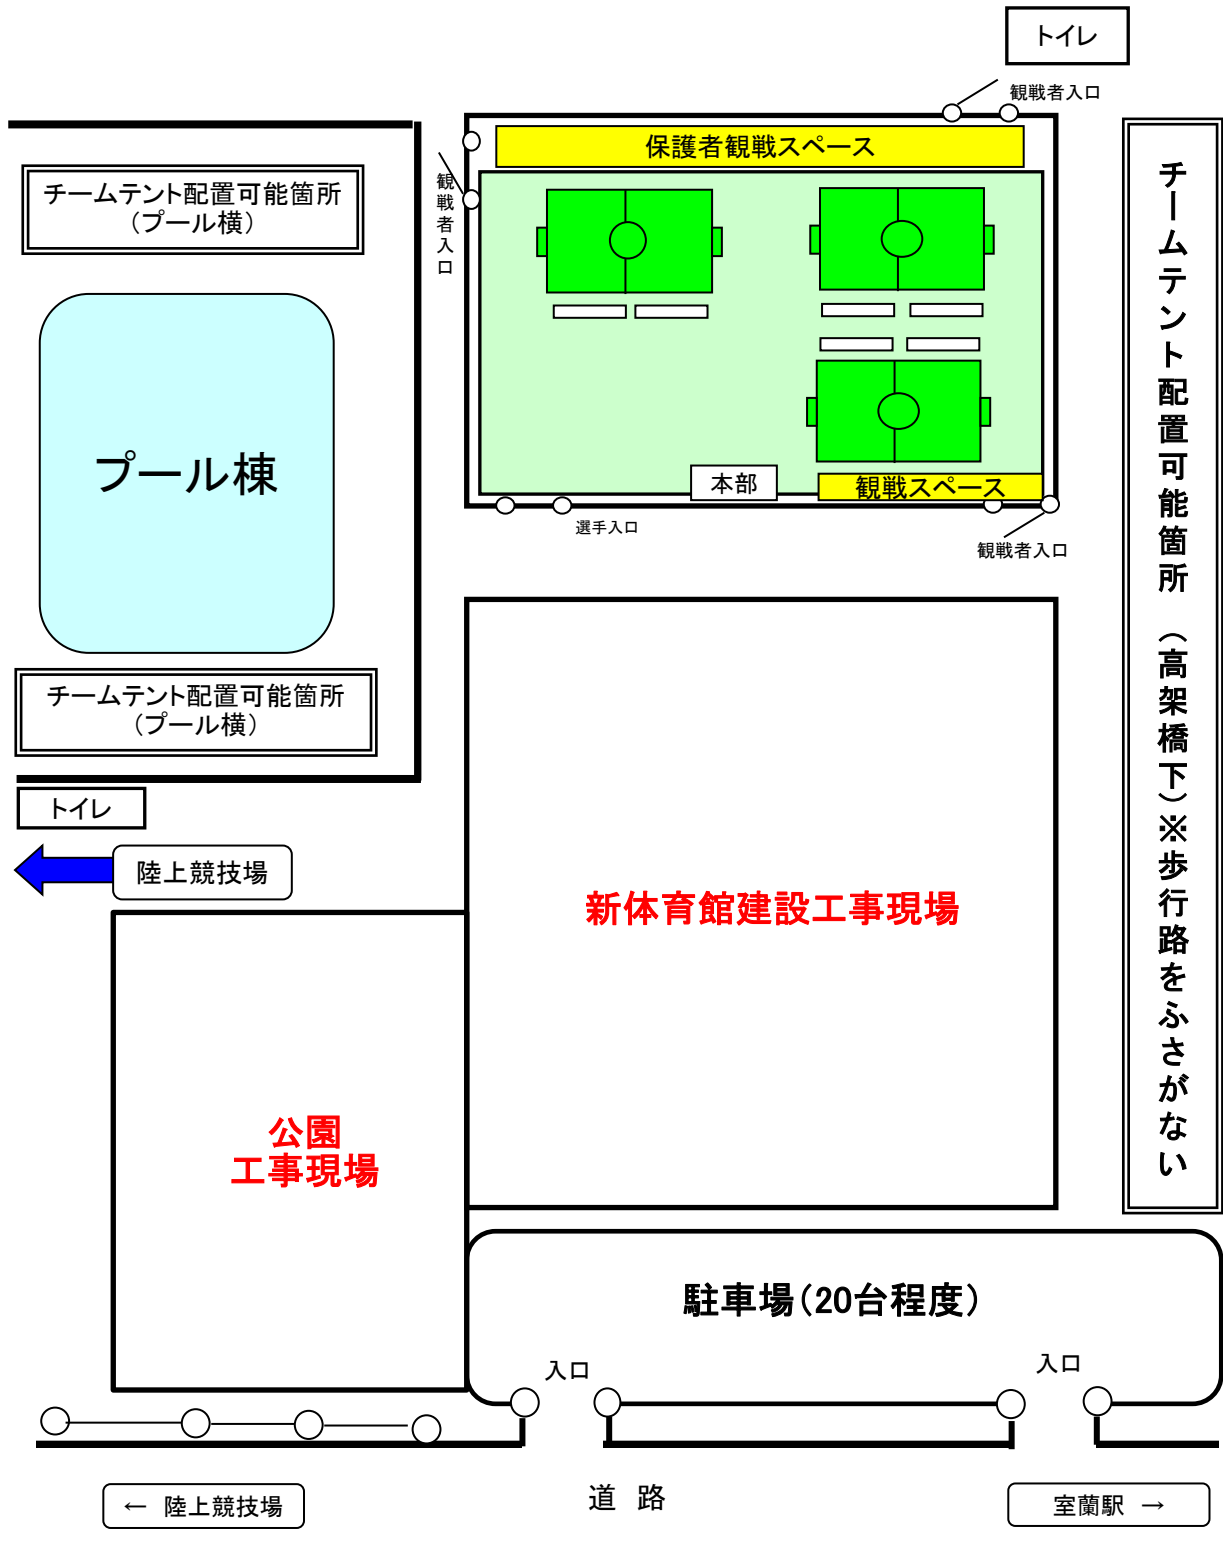 トイレ
観戦者入口
保護者観戦スペース
チームテント配置可能箇所
（プール横）
観戦者入口
チームテント配置可能箇所　（高架橋下）※歩行路をふさがない
プール棟
本部
観戦スペース
選手入口
観戦者入口
チームテント配置可能箇所
（プール横）
トイレ
陸上競技場
新体育館建設工事現場
公園
工事現場
駐車場（20台程度）
入口
入口
← 陸上競技場
道　路
室蘭駅 →